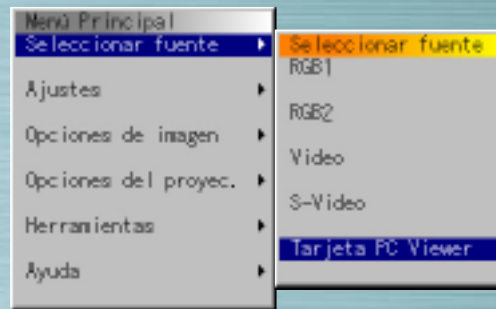 Menú Principal
Seleccionar fuente
Ajustes
Opciones de imagen
Opciones del proyec.
Herramientas
Ayuda
Seleccionar fuente
RGB1
RGB2
Video
S-Video
Tarjeta PC Viewer